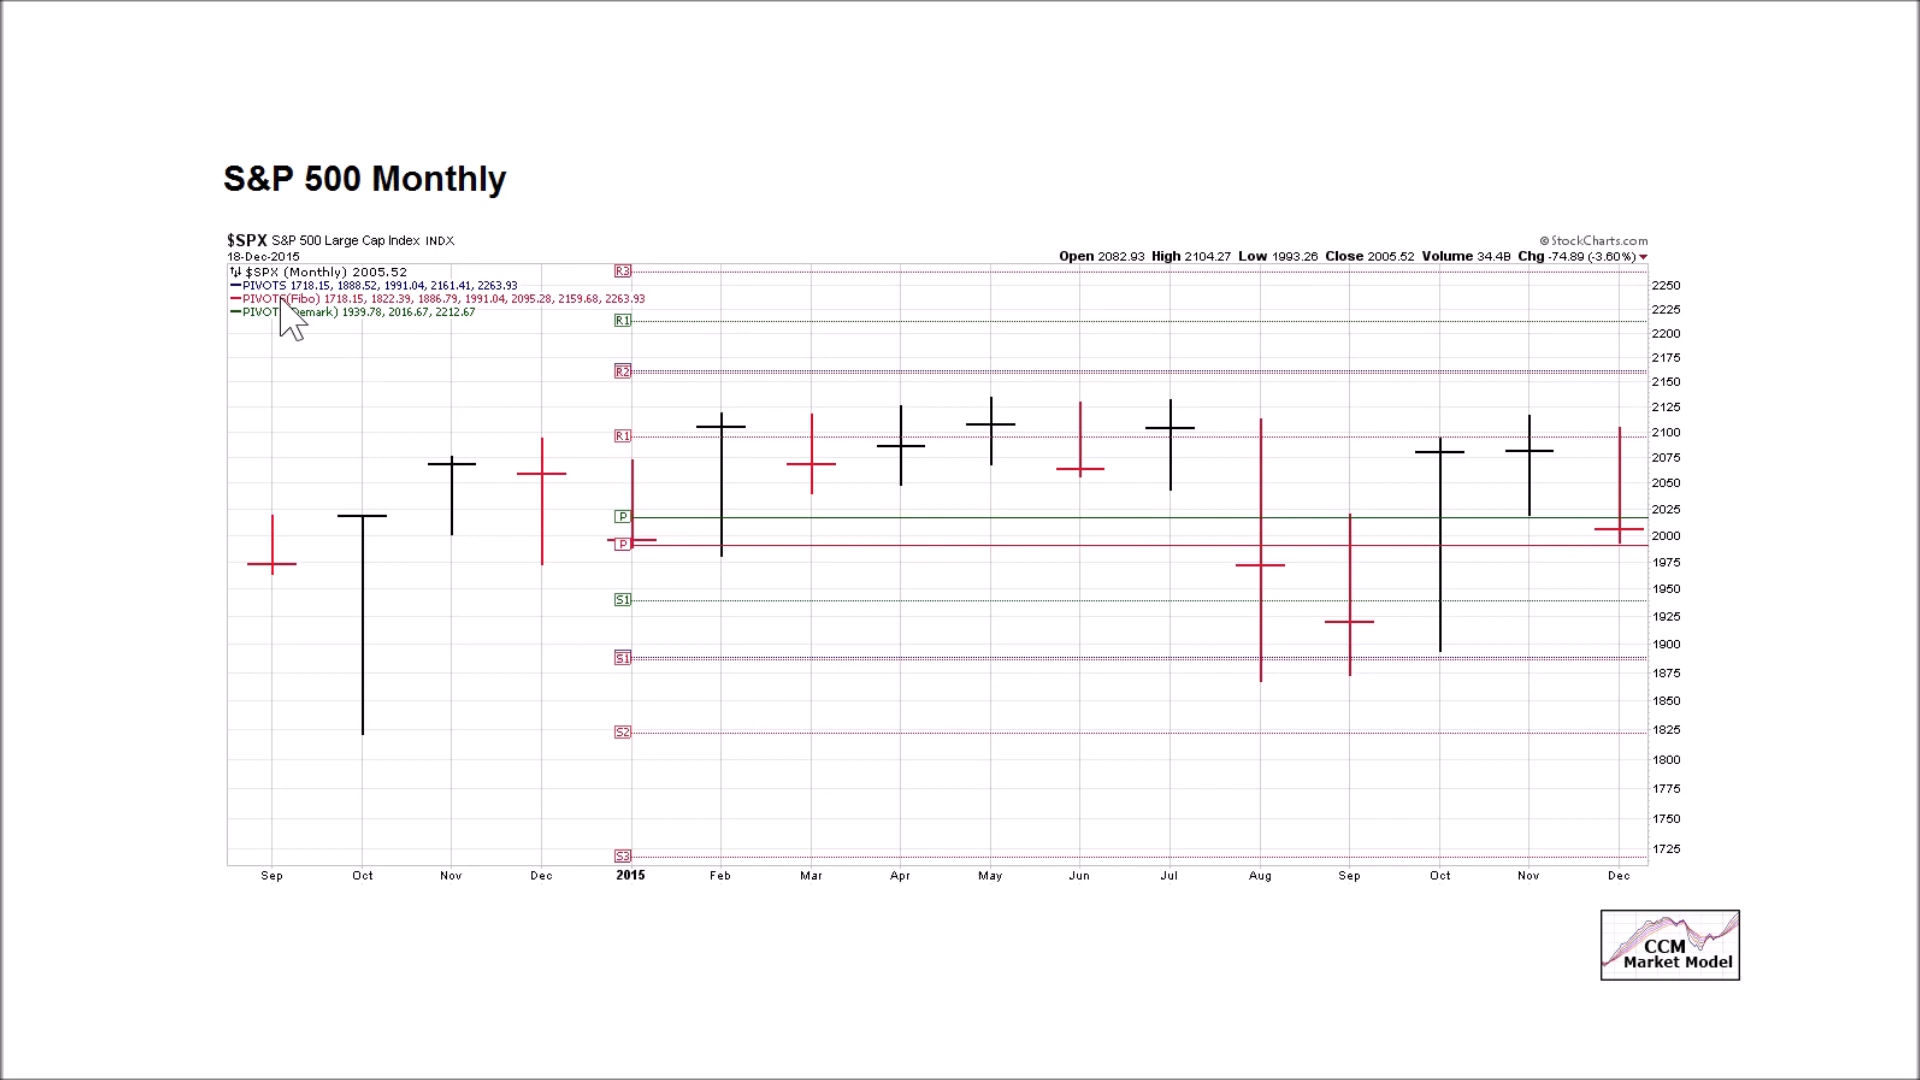 S&P 500 Monthly
$SPX S&P 500 Large Cap Index INDX
© StockCharts.com
18-Dec-2015
Open 2082.93 High 2104.27 Low 1993.26 Close 2005.52 Volume 34.4B Chg -74.89 (-3.60%)
$SPX (Monthly) 2005.52
PIVOTS 1718.15, 1888.52, 1991.04, 2161.41, 2263.93
PIVOTS(Fibo) 1718.15, 1822.39, 1886.79, 1991.04, 2095.28, 2159.68, 2263.93
1939.78, 2016.67, 2212.67
R3
R1
R2
R1
P
P
S1
S1
S2
S3
2250
2225
2200
2175
2150
2125
2100
2075
2050
2025
2000
1975
1950
1925
1900
1875
1850
1825
1800
1775
1750
1725
Sep Oct Nov Dec 2015 Feb Mar Apr May Jun Jul Aug Sep Oct Nov Dec
CCM
Market Model